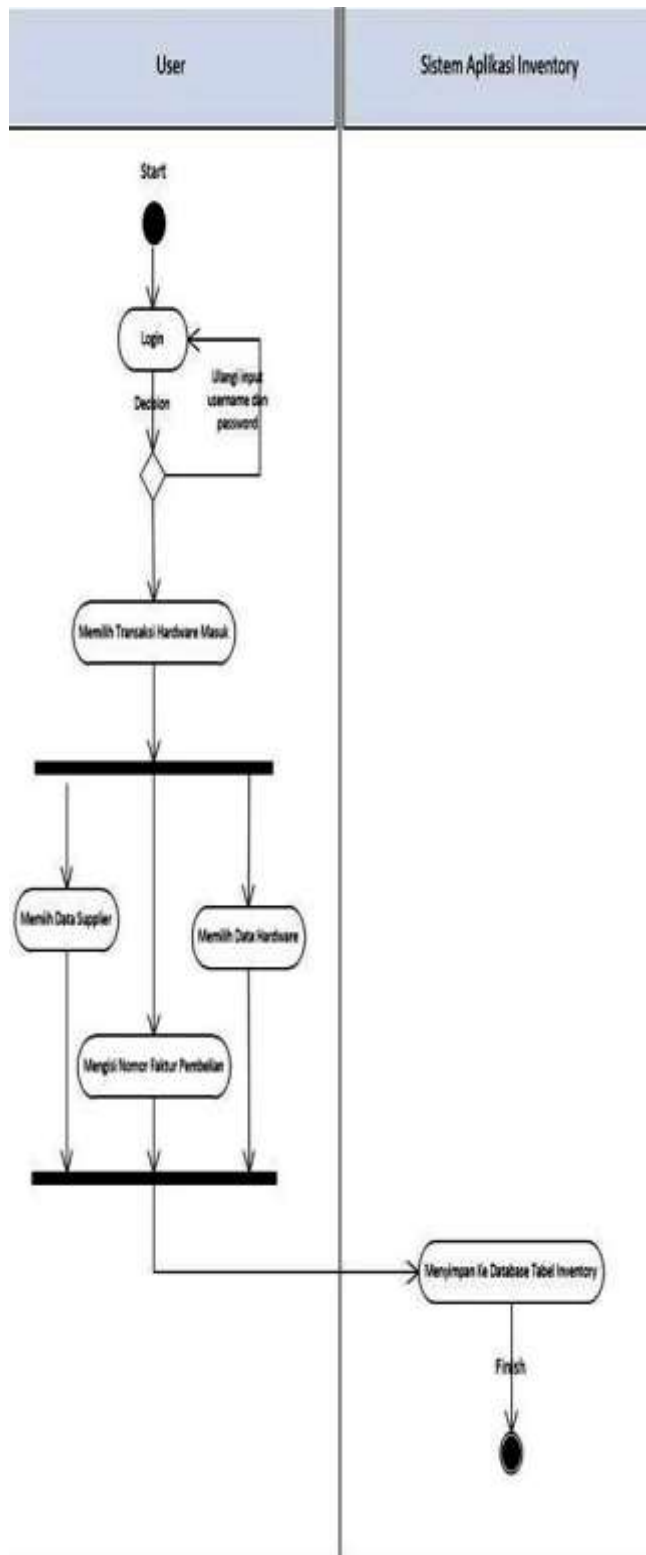 User
Sistem Aplikasi Inventory
Start
Login
Decision
Ulangi input
username dan
password
Memilih Transaksi Hardware Masuk
Memilih Data Supplier
Memilih Data Hardware
Mengisi Nomor Faktur Pembelian
Menyimpan Ke Database Tabel Inventory
Finish